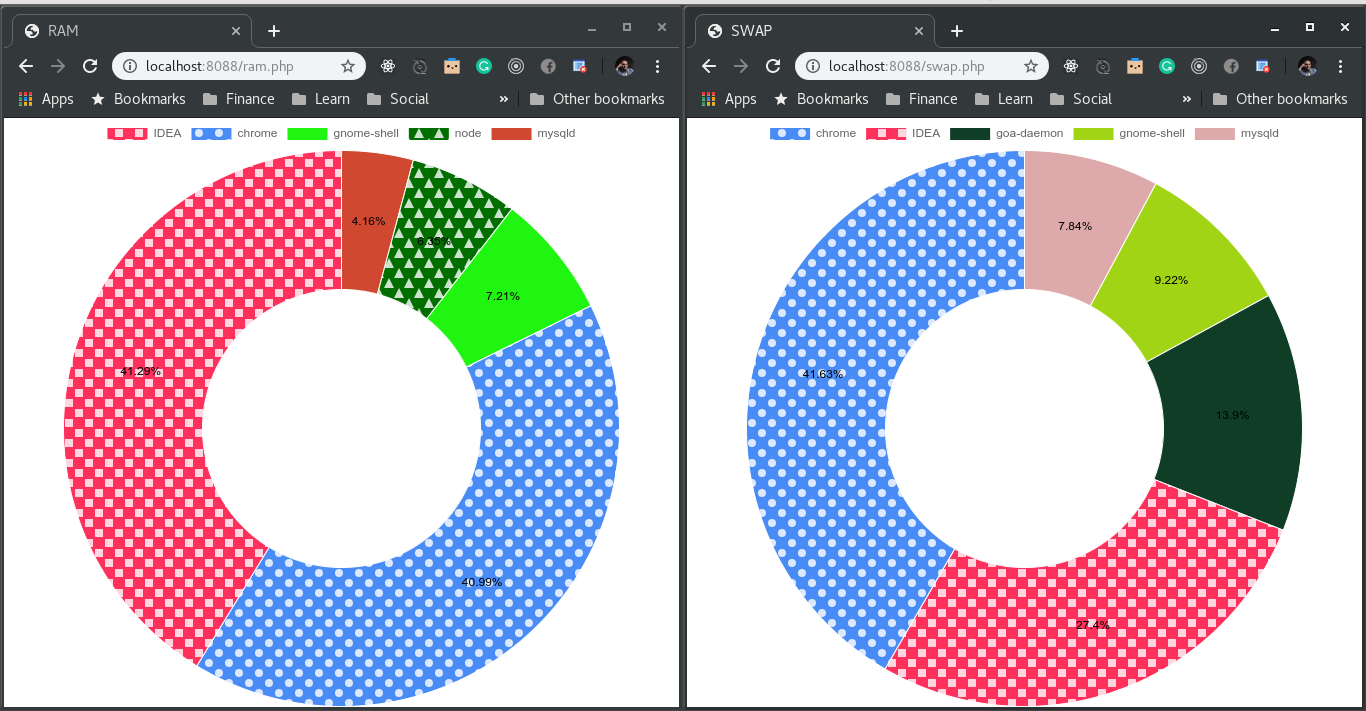 RAM
localhost:8088/ram.php
Apps Bookmarks Finance Learn Social » Other bookmarks
IDEA chrome gnome-shell node mysqld
4.16%
6.35%
7.21%
41.29%
40.99%
SWAP
localhost:8088/swap.php
Apps Bookmarks Finance Learn Social » Other bookmarks
chrome IDEA goa-daemon gnome-shell mysqld
7.84%
9.22%
41.63%
13.9%
27.4%